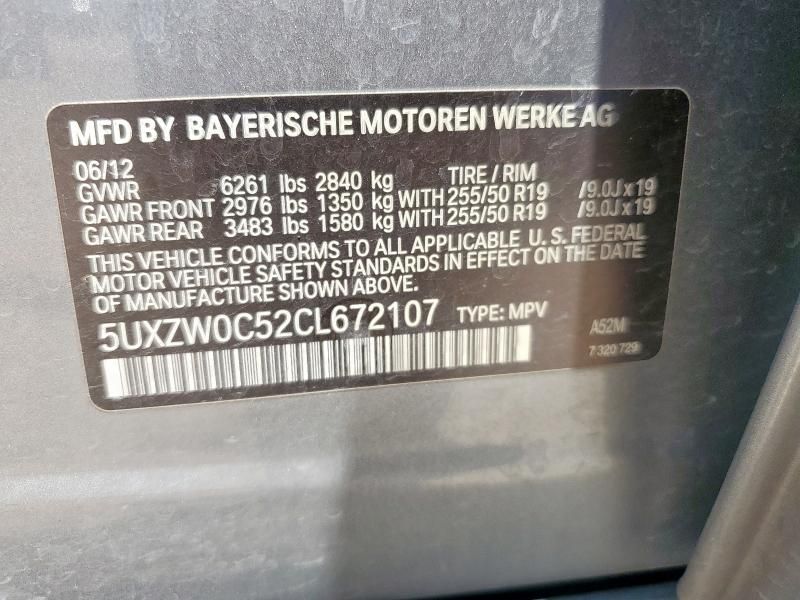 MFD BY BAYERISCHE MOTOREN WERKE AG
06/12 TIRE / RIM
GVWR 6261 lbs 2840 kg
GAWR FRONT 2976 lbs 1350 kg WITH 255/50 R19 /9.0J x 19
GAWR REAR 3483 lbs 1580 kg WITH 255/50 R19 /9.0J x 19
THIS VEHICLE CONFORMS TO ALL APPLICABLE U. S. FEDERAL
MOTOR VEHICLE SAFETY STANDARDS IN EFFECT ON THE DATE
OF MANUFACTURE SHOWN ABOVE.
5UXZW0C52CL672107 TYPE: MPV A52M
7 320 729